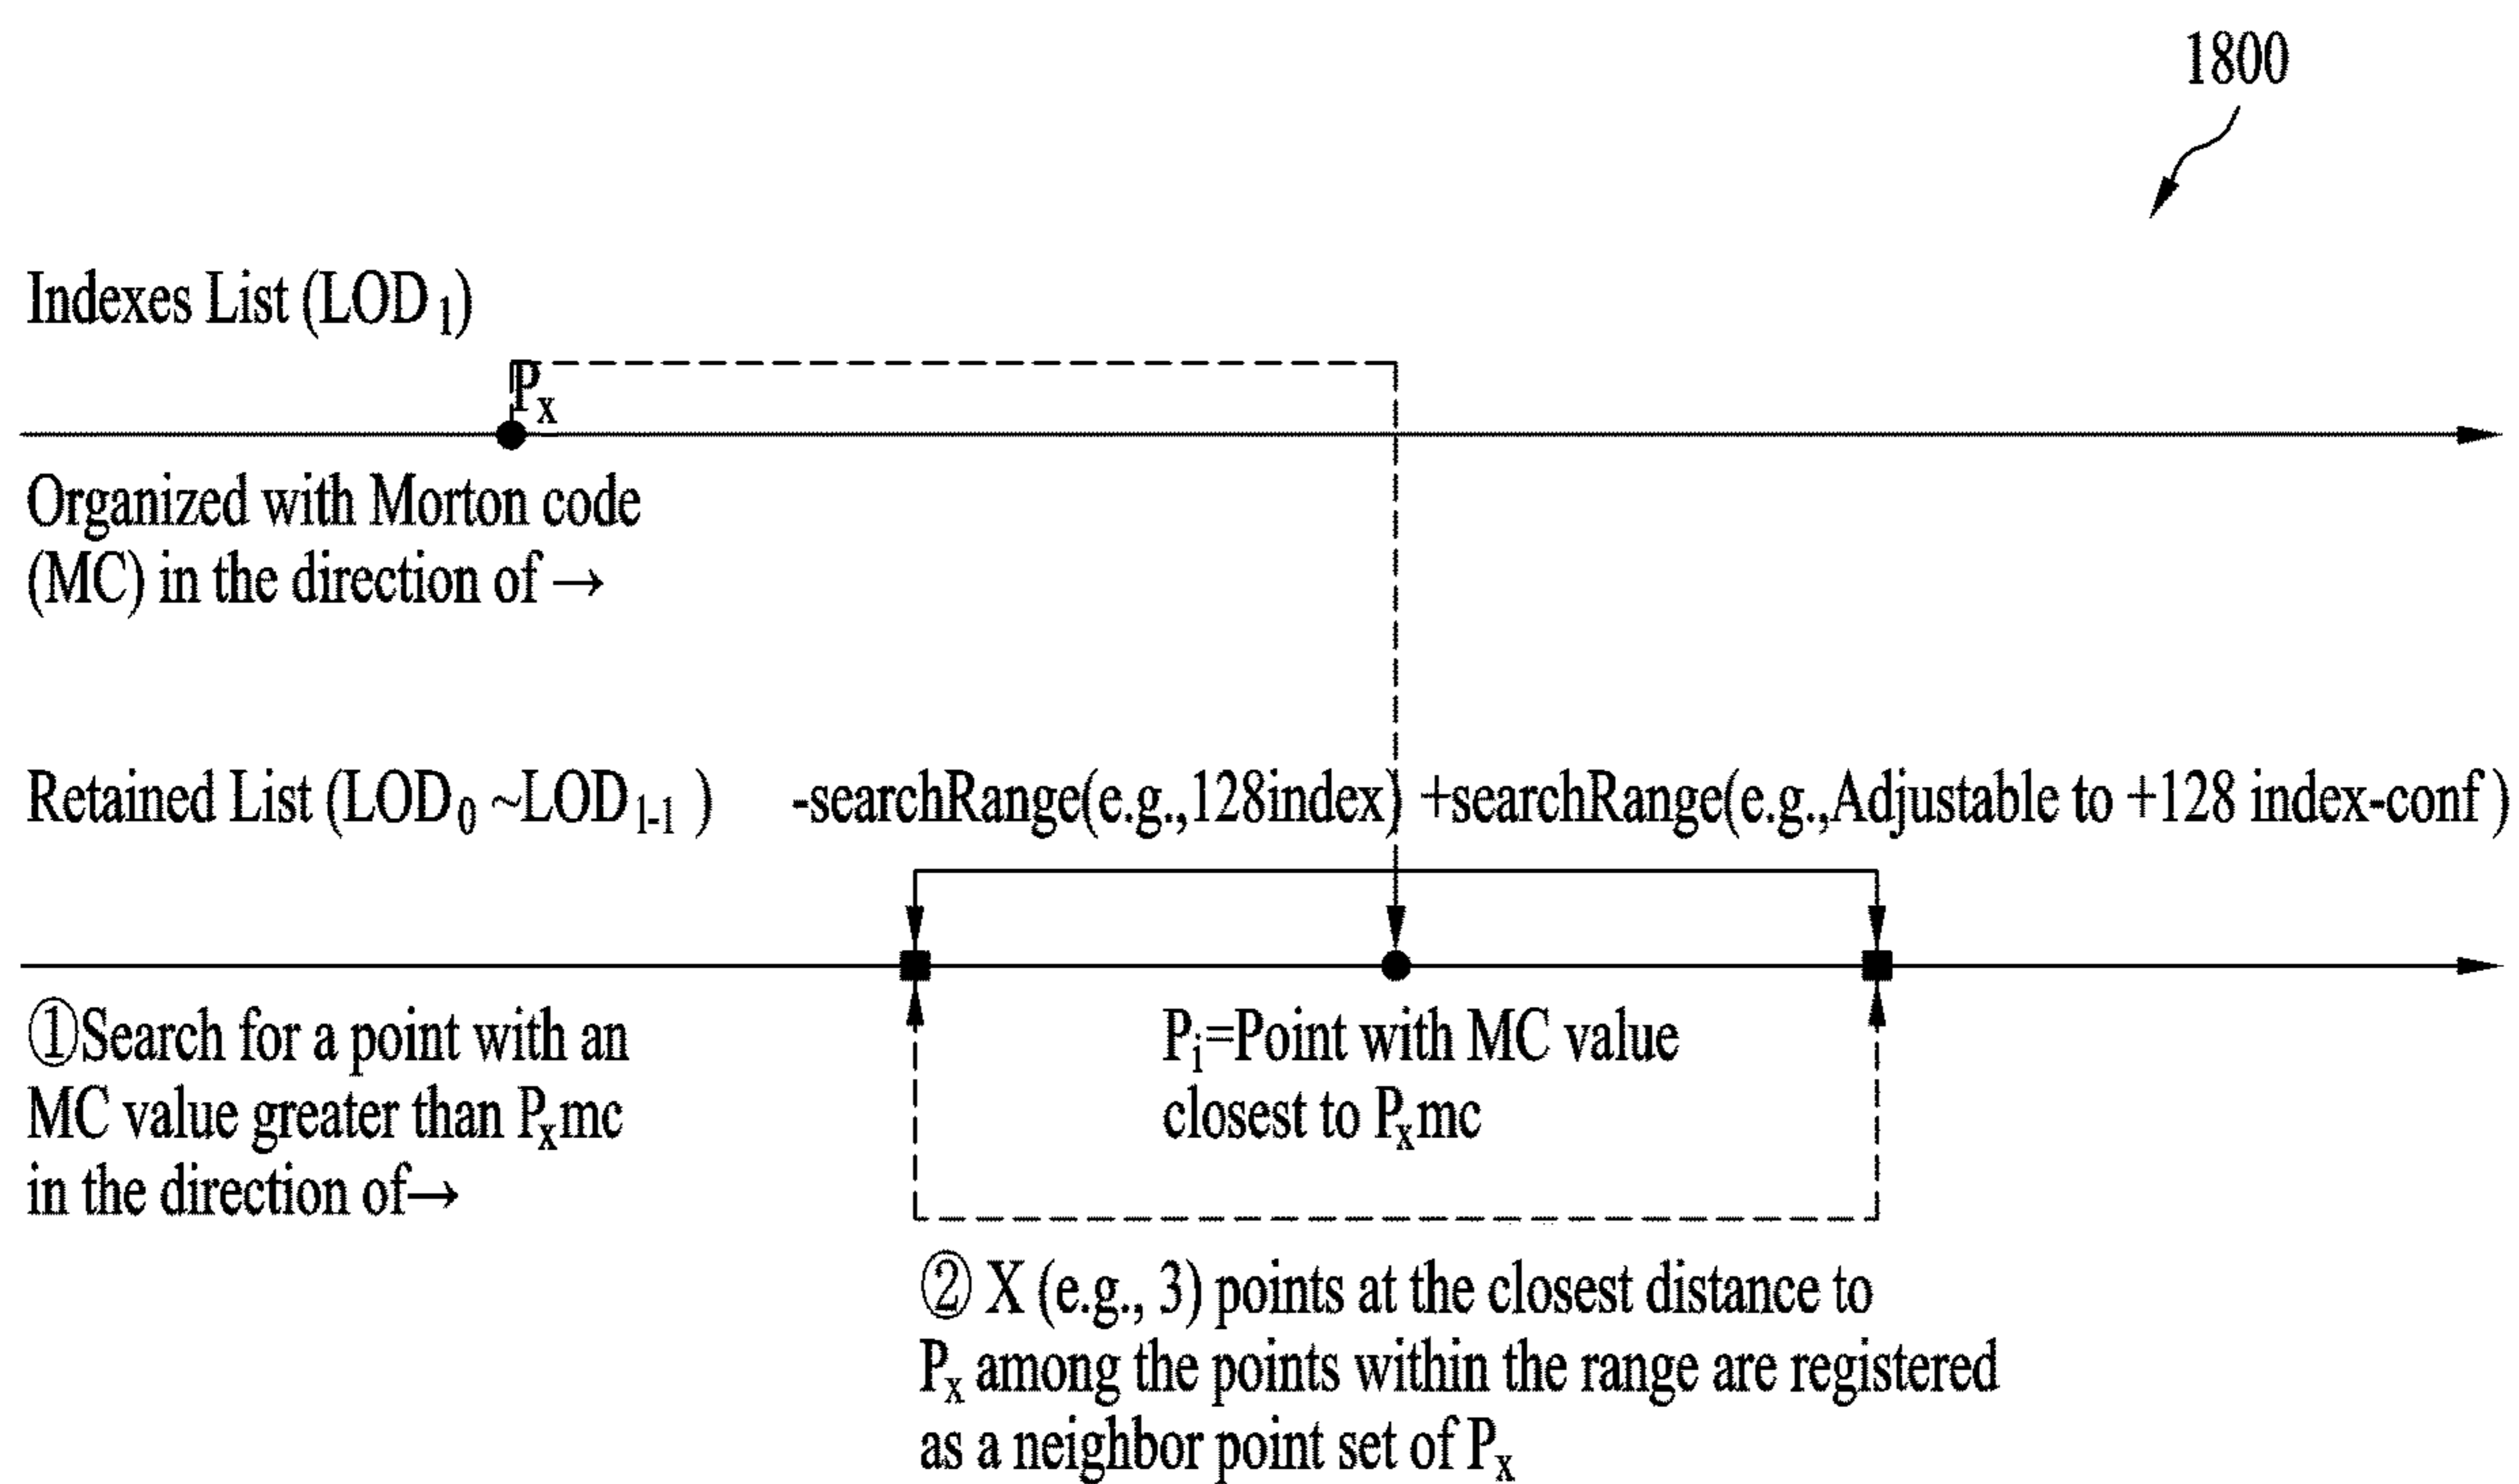 1800
Indexes List (LOD₁)
Pₓ
Organized with Morton code
(MC) in the direction of →
Retained List (LOD₀ ~LOD₁₋₁ )
-searchRange(e.g.,128index) +searchRange(e.g.,Adjustable to +128 index-conf )
①Search for a point with an
MC value greater than Pₓmc
in the direction of→
Pᵢ=Point with MC value
closest to Pₓmc
② X (e.g., 3) points at the closest distance to
Pₓ among the points within the range are registered
as a neighbor point set of Pₓ